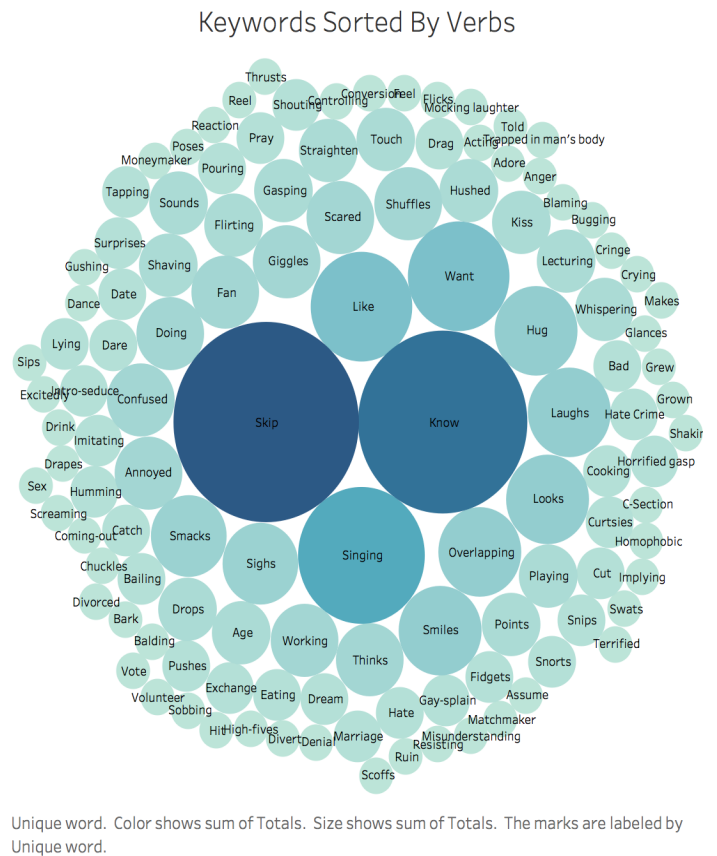 Keywords Sorted By Verbs
Thrusts
Reel
Shouting
Controlling
Conversion
Feel
Flicks
Mocking laughter
Reaction
Pray
Straighten
Touch
Drag
Acting
Told
Trapped in man's body
Poses
Moneymaker
Pouring
Adore
Anger
Tapping
Sounds
Gasping
Scared
Shuffles
Hushed
Kiss
Blaming
Bugging
Flirting
Surprises
Gushing
Shaving
Giggles
Lecturing
Cringe
Crying
Want
Dance
Date
Fan
Like
Whispering
Makes
Glances
Hug
Lying
Dare
Doing
Sips
Bad
Grew
Excitedly
Intro-seduce
Confused
Skip
Know
Laughs
Hate Crime
Grown
Drink
Imitating
Shakin
Drapes
Annoyed
Cooking
Horrified gasp
Sex
Humming
Looks
C-Section
Screaming
Coming-out
Catch
Smacks
Curtsies
Homophobic
Singing
Overlapping
Chuckles
Bailing
Sighs
Playing
Cut
Implying
Divorced
Bark
Drops
Swats
Balding
Age
Working
Smiles
Points
Snips
Terrified
Vote
Pushes
Thinks
Snorts
Volunteer
Exchange
Eating
Dream
Fidgets
Assume
Sobbing
Hate
Gay-splain
Matchmaker
Hit
High-fives
Divert
Denial
Marriage
Resisting
Misunderstanding
Ruin
Scoffs
Unique word. Color shows sum of Totals. Size shows sum of Totals. The marks are labeled by
Unique word.